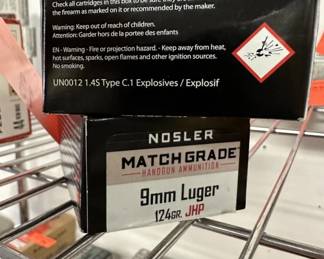 Check all cartridges in this box to be sure they are
the firearm as marked on it or recommended by the maker.
Warning: Keep out of reach of children.
Attention: Garder hors de la portee des enfants
EN - Warning - Fire or projection hazard. - Keep away from heat,
hot surfaces, sparks, open flames and other ignition sources.
No smoking.
UN0012 1.4S Type C.1 Explosives / Explosif
NOSLER
MATCH GRADE
HANDGUN AMMUNITION
9mm Luger
124GR. JHP